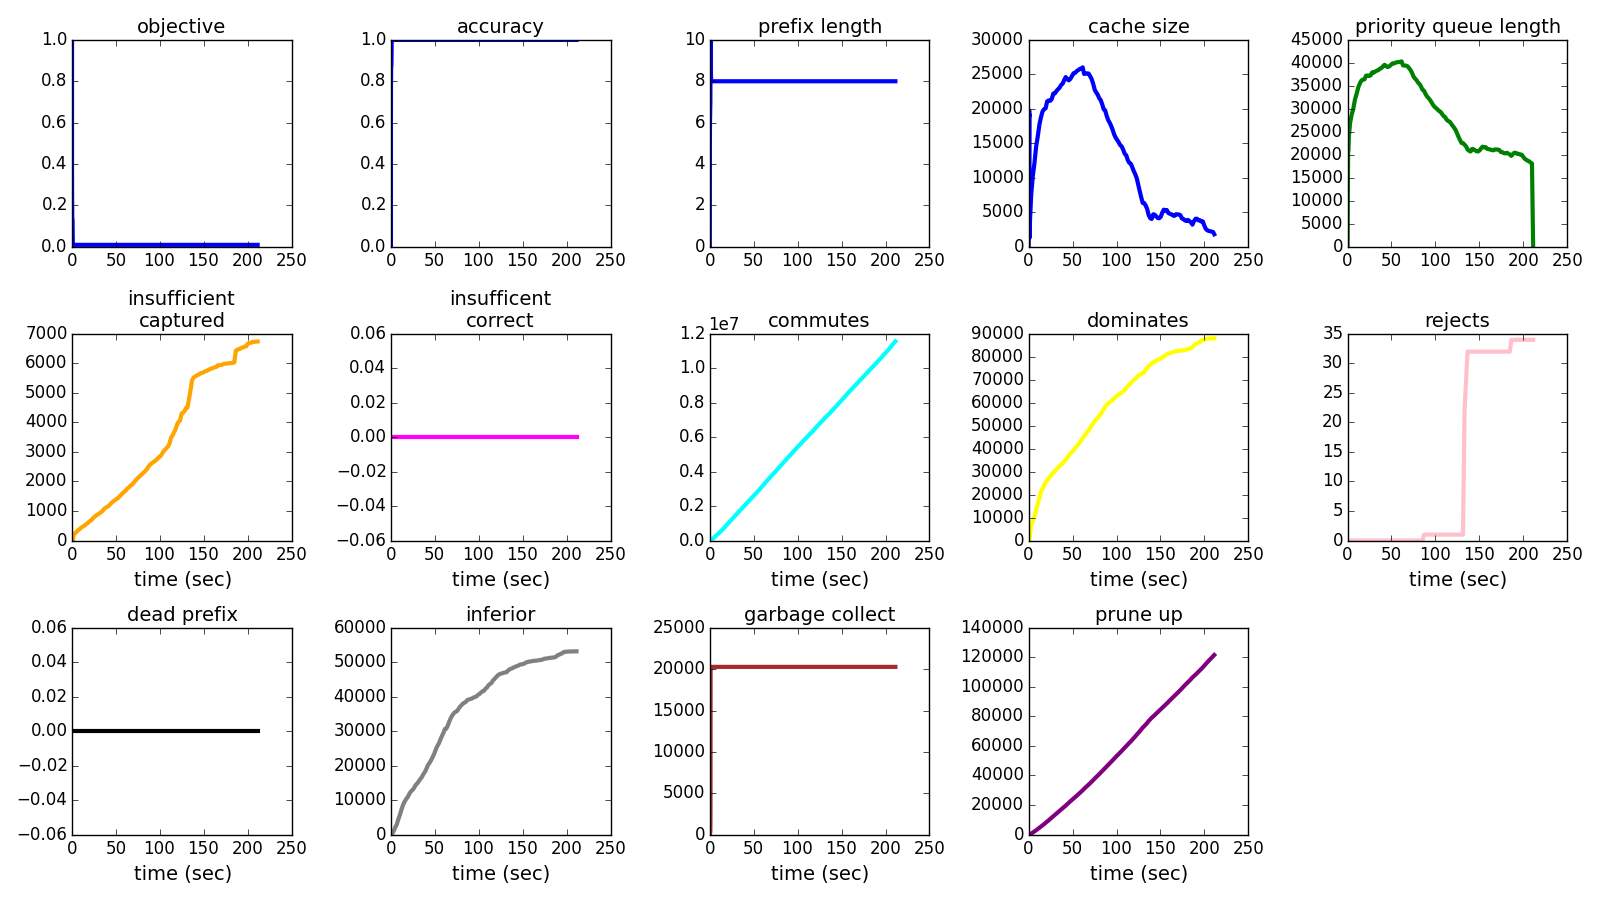 objective
1.0
0.8
0.6
0.4
0.2
0.0
0 50 100 150 200 250
accuracy
1.0
0.8
0.6
0.4
0.2
0.0
0 50 100 150 200 250
prefix length
10
8
6
4
2
0
0 50 100 150 200 250
cache size
30000
25000
20000
15000
10000
5000
0
0 50 100 150 200 250
priority queue length
45000
40000
35000
30000
25000
20000
15000
10000
5000
0
0 50 100 150 200 250
insufficient
captured
7000
6000
5000
4000
3000
2000
1000
0
0 50 100 150 200 250
time (sec)
insufficent
correct
0.06
0.04
0.02
0.00
−0.02
−0.04
−0.06
0 50 100 150 200 250
time (sec)
commutes
1e7
1.2
1.0
0.8
0.6
0.4
0.2
0.0
0 50 100 150 200 250
time (sec)
dominates
90000
80000
70000
60000
50000
40000
30000
20000
10000
0
0 50 100 150 200 250
time (sec)
rejects
35
30
25
20
15
10
5
0
0 50 100 150 200 250
time (sec)
dead prefix
0.06
0.04
0.02
0.00
−0.02
−0.04
−0.06
0 50 100 150 200 250
time (sec)
inferior
60000
50000
40000
30000
20000
10000
0
0 50 100 150 200 250
time (sec)
garbage collect
25000
20000
15000
10000
5000
0
0 50 100 150 200 250
time (sec)
prune up
140000
120000
100000
80000
60000
40000
20000
0
0 50 100 150 200 250
time (sec)